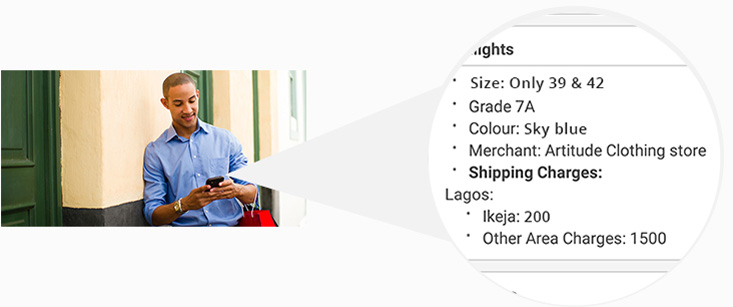 ights
Size: Only 39 & 42
Grade 7A
Colour: Sky blue
Merchant: Artitude Clothing store
Shipping Charges:
Lagos:
Ikeja: 200
Other Area Charges: 1500